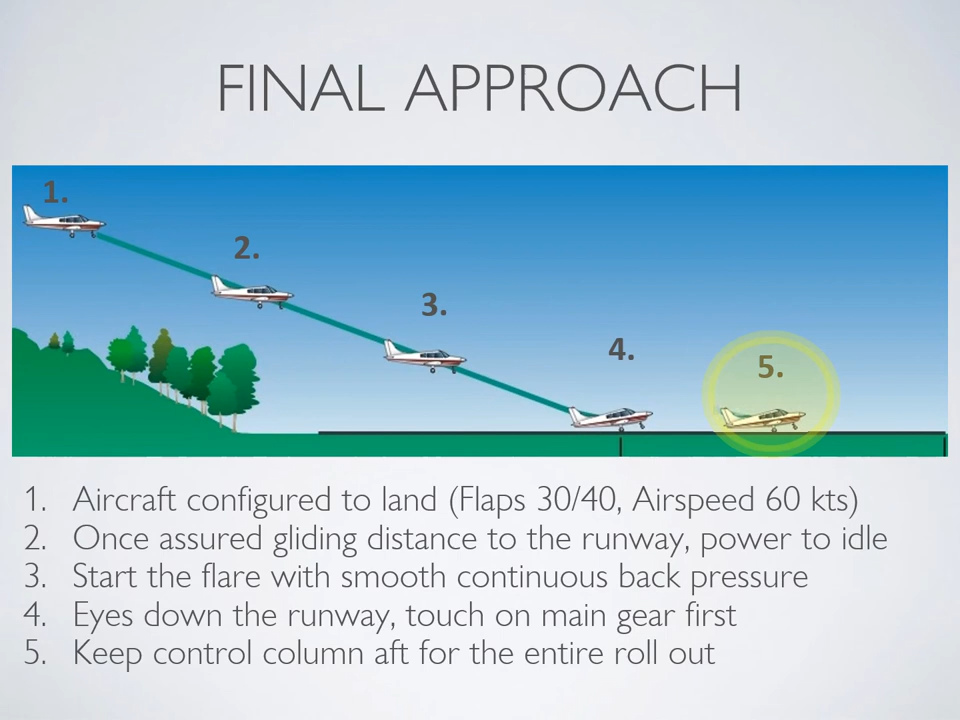 FINAL APPROACH
1.
2.
3.
4.
5.
1. Aircraft configured to land (Flaps 30/40, Airspeed 60 kts)
2. Once assured gliding distance to the runway, power to idle
3. Start the flare with smooth continuous back pressure
4. Eyes down the runway, touch on main gear first
5. Keep control column aft for the entire roll out